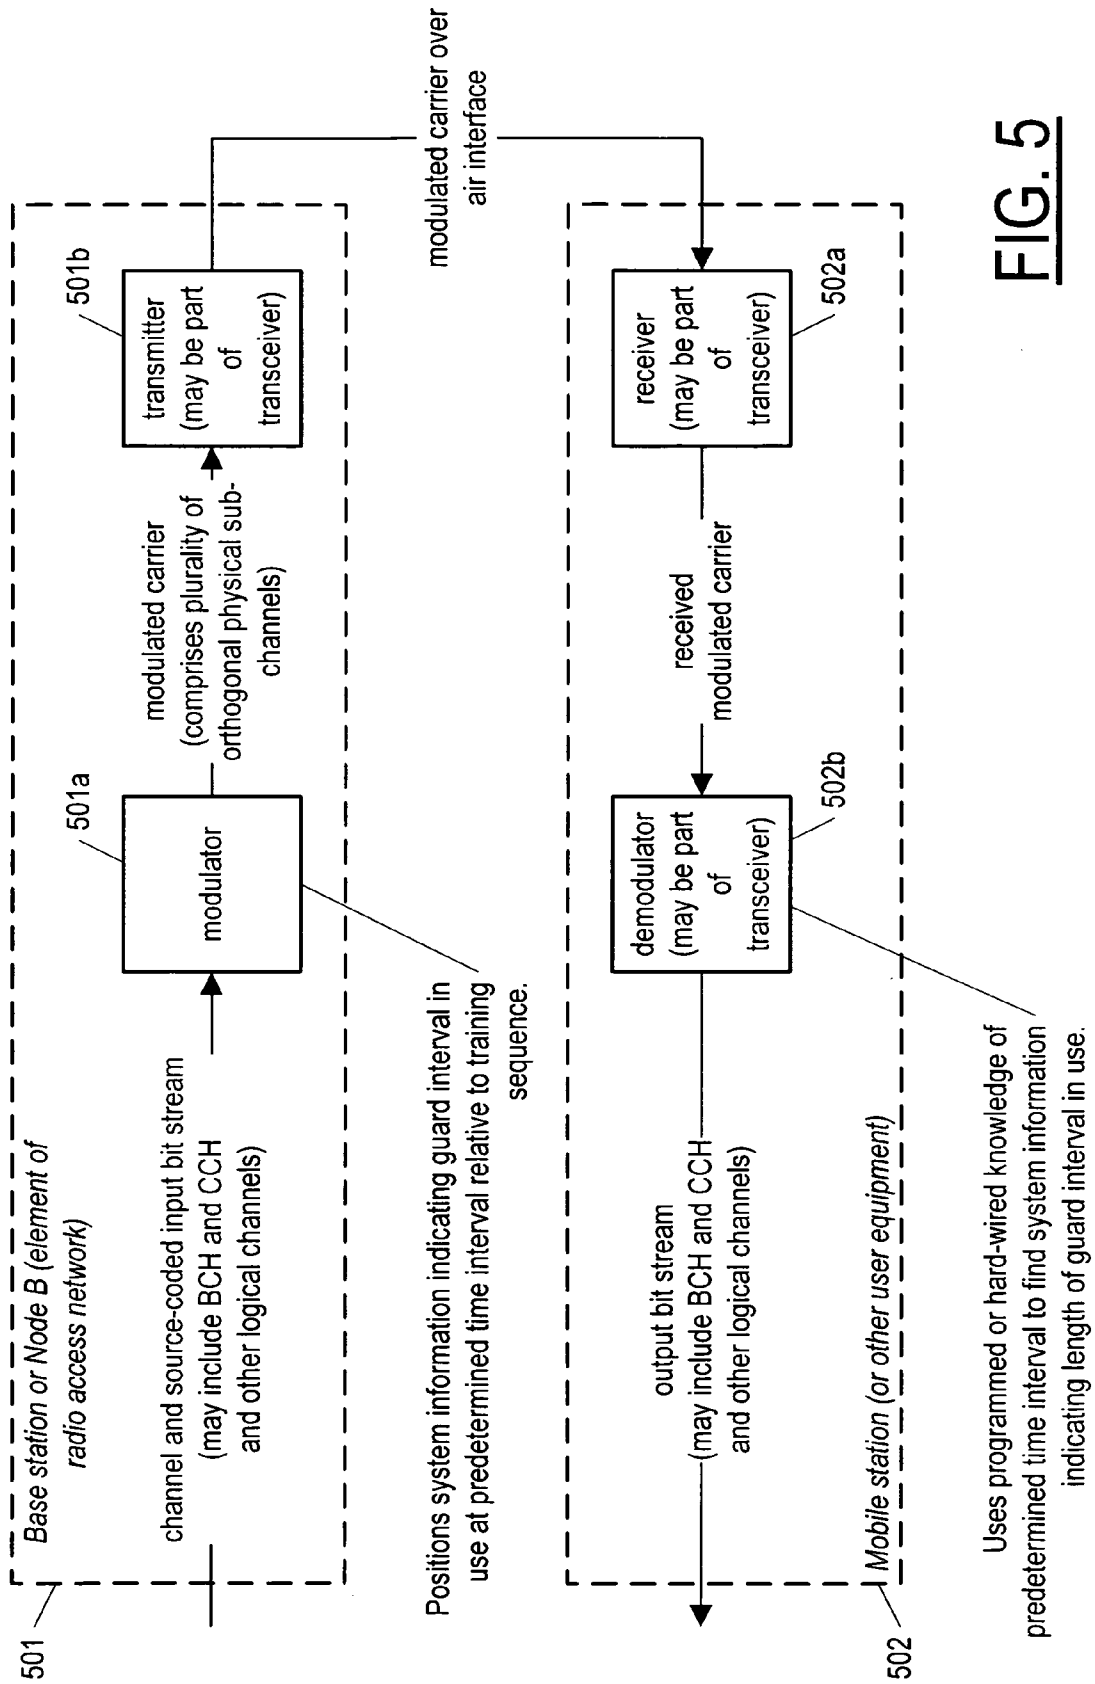 501
Base station or Node B (element of
radio access network)
channel and source-coded input bit stream
(may include BCH and CCH
and other logical channels)
501a
modulator
modulated carrier
(comprises plurality of
orthogonal physical sub-
channels)
501b
transmitter
(may be part
of
transceiver)
Positions system information indicating guard interval in
use at predetermined time interval relative to training
sequence.
modulated carrier over
air interface
output bit stream
(may include BCH and CCH
and other logical channels)
demodulator
(may be part
of
transceiver)
502b
received
modulated carrier
receiver
(may be part
of
transceiver)
502a
Mobile station (or other user equipment)
502
Uses programmed or hard-wired knowledge of
predetermined time interval to find system information
indicating length of guard interval in use.
FIG. 5